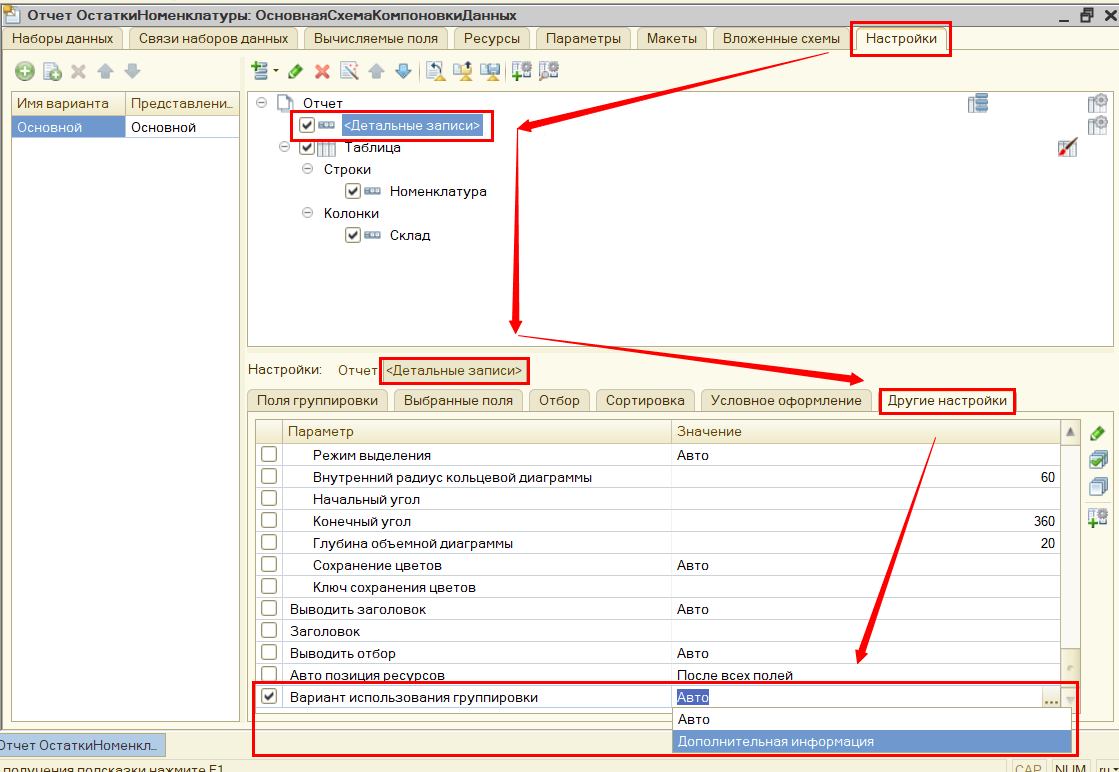 Отчет ОстаткиНоменклатуры: ОсновнаяСхемаКомпоновкиДанных
Наборы данных Связи наборов данных Вычисляемые поля Ресурсы Параметры Макеты Вложенные схемы Настройки
Имя варианта Представлени...
Основной Основной
Отчет
<Детальные записи>
Таблица
Строки
Номенклатура
Колонки
Склад
Настройки: Отчет <Детальные записи>
Поля группировки Выбранные поля Отбор Сортировка Условное оформление Другие настройки
Параметр Значение
Режим выделения Авто
Внутренний радиус кольцевой диаграммы 60
Начальный угол
Конечный угол 360
Глубина объемной диаграммы 20
Сохранение цветов Авто
Ключ сохранения цветов
Выводить заголовок Авто
Заголовок
Выводить отбор Авто
Авто позиция ресурсов После всех полей
Вариант использования группировки Авто ...
Авто
Дополнительная информация
Отчет ОстаткиНоменкл...
получения подсказки нажмите F1
CAP NUM ru